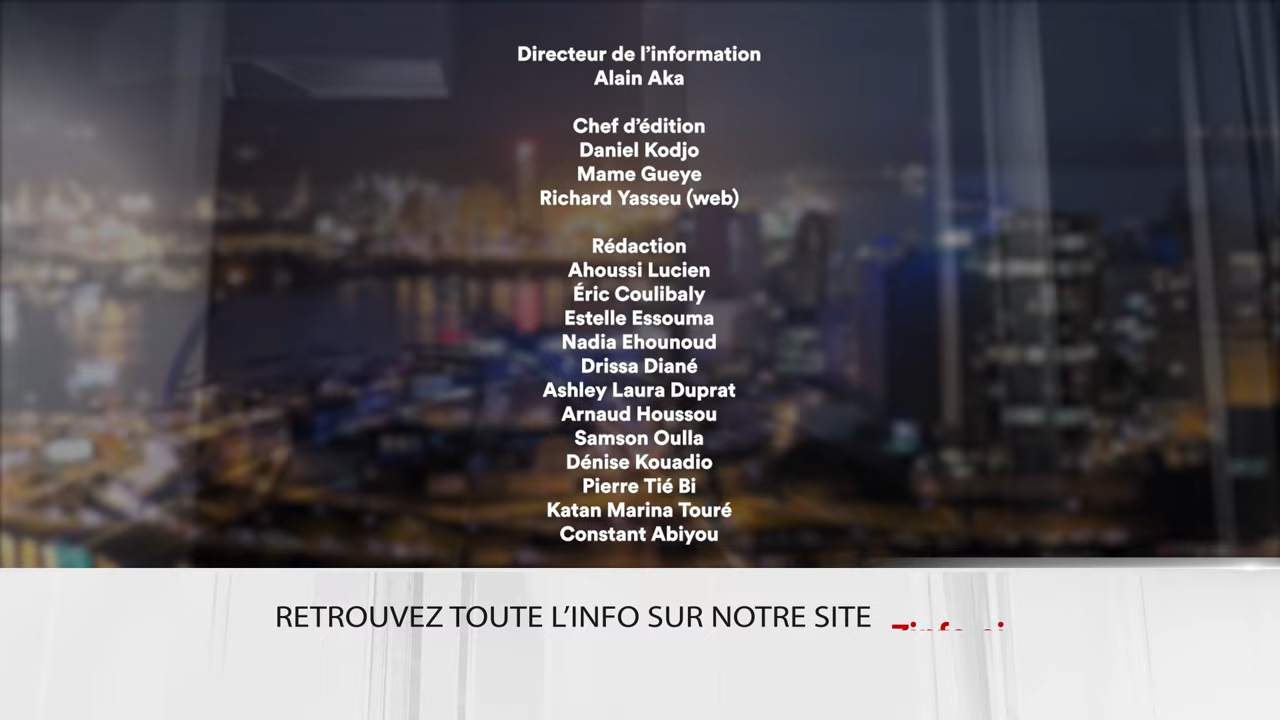 Directeur de l’information
Alain Aka
Chef d’édition
Daniel Kodjo
Mame Gueye
Richard Yasseu (web)
Rédaction
Ahoussi Lucien
Éric Coulibaly
Estelle Essouma
Nadia Ehounoud
Drissa Diané
Ashley Laura Duprat
Arnaud Houssou
Samson Oulla
Dénise Kouadio
Pierre Tié Bi
Katan Marina Touré
Constant Abiyou
RETROUVEZ TOUTE L’INFO SUR NOTRE SITE